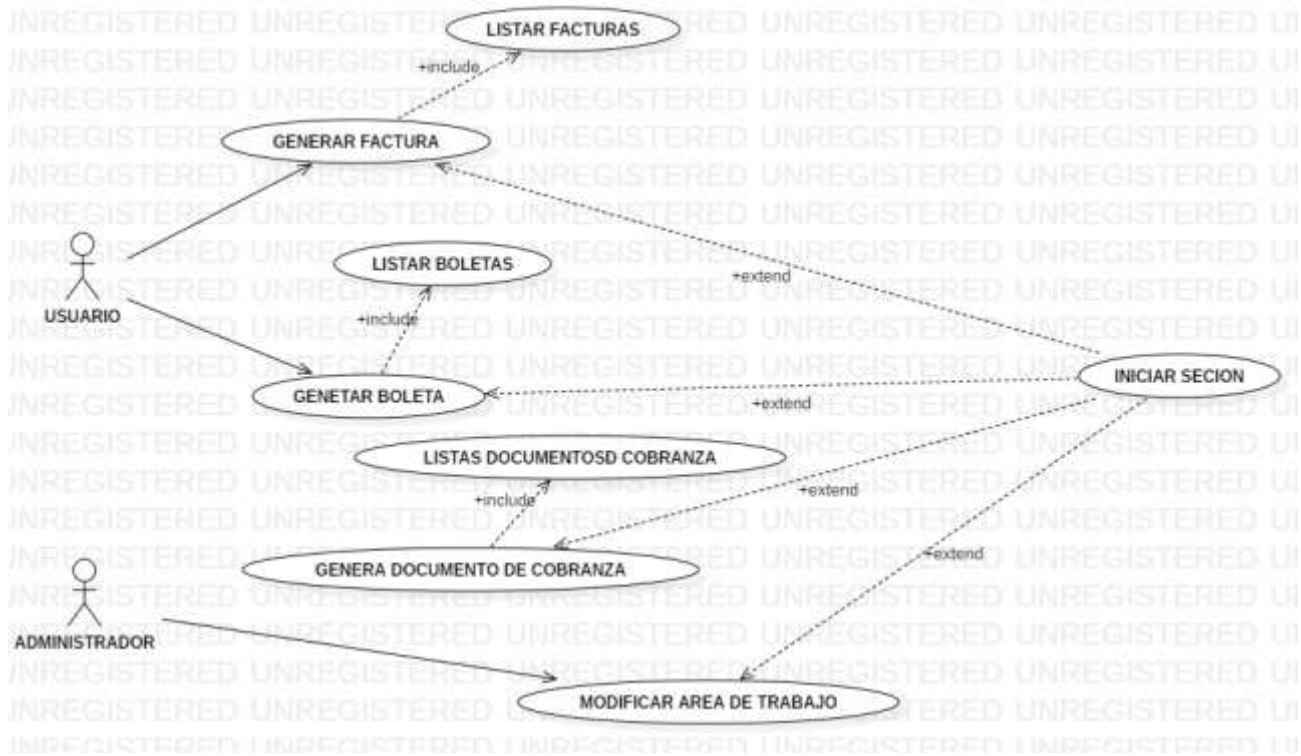 LISTAR FACTURAS
+include
GENERAR FACTURA
LISTAR BOLETAS
+extend
USUARIO
+include
INICIAR SECION
GENETAR BOLETA
+extend
LISTAS DOCUMENTOSD COBRANZA
+include
+extend
+extend
GENERA DOCUMENTO DE COBRANZA
ADMINISTRADOR
MODIFICAR AREA DE TRABAJO
UNREGISTERED